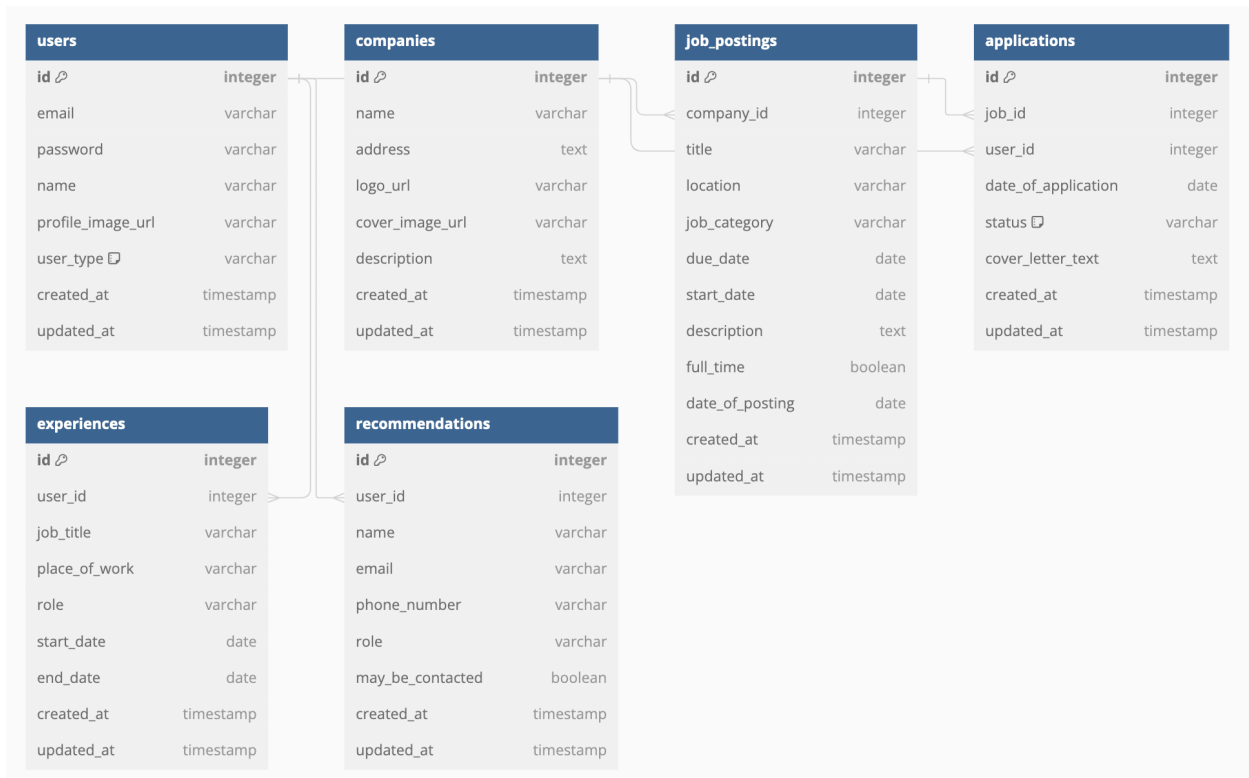 users
id integer
email varchar
password varchar
name varchar
profile_image_url varchar
user_type varchar
created_at timestamp
updated_at timestamp
companies
id integer
name varchar
address text
logo_url varchar
cover_image_url varchar
description text
created_at timestamp
updated_at timestamp
job_postings
id integer
company_id integer
title varchar
location varchar
job_category varchar
due_date date
start_date date
description text
full_time boolean
date_of_posting date
created_at timestamp
updated_at timestamp
applications
id integer
job_id integer
user_id integer
date_of_application date
status varchar
cover_letter_text text
created_at timestamp
updated_at timestamp
experiences
id integer
user_id integer
job_title varchar
place_of_work varchar
role varchar
start_date date
end_date date
created_at timestamp
updated_at timestamp
recommendations
id integer
user_id integer
name varchar
email varchar
phone_number varchar
role varchar
may_be_contacted boolean
created_at timestamp
updated_at timestamp